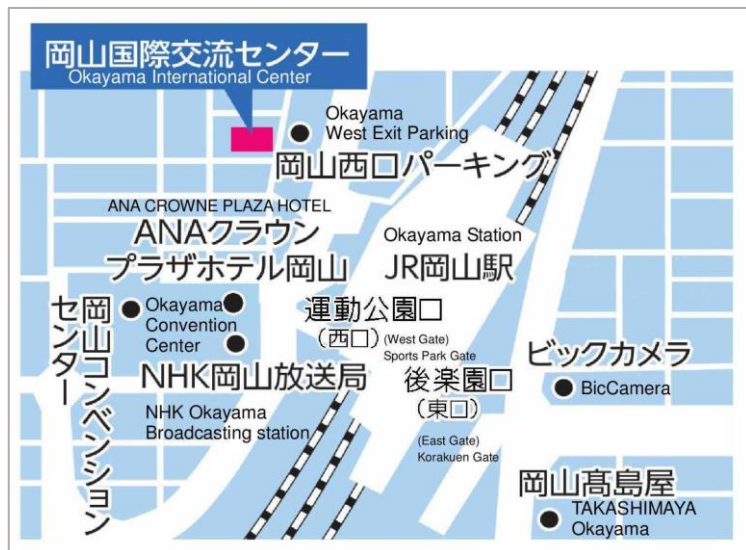 岡山国際交流センター
Okayama International Center
Okayama
West Exit Parking
岡山西口パーキング
ANA CROWNE PLAZA HOTEL
ANAクラウン
プラザホテル岡山
Okayama Station
JR岡山駅
岡山コンベンション
センター
Okayama
Convention
Center
運動公園口
(西口)
(West Gate)
Sports Park Gate
NHK岡山放送局
NHK Okayama
Broadcasting station
後楽園口
(東口)
(East Gate)
Korakuen Gate
ビックカメラ
BicCamera
岡山髙島屋
TAKASHIMAYA
Okayama